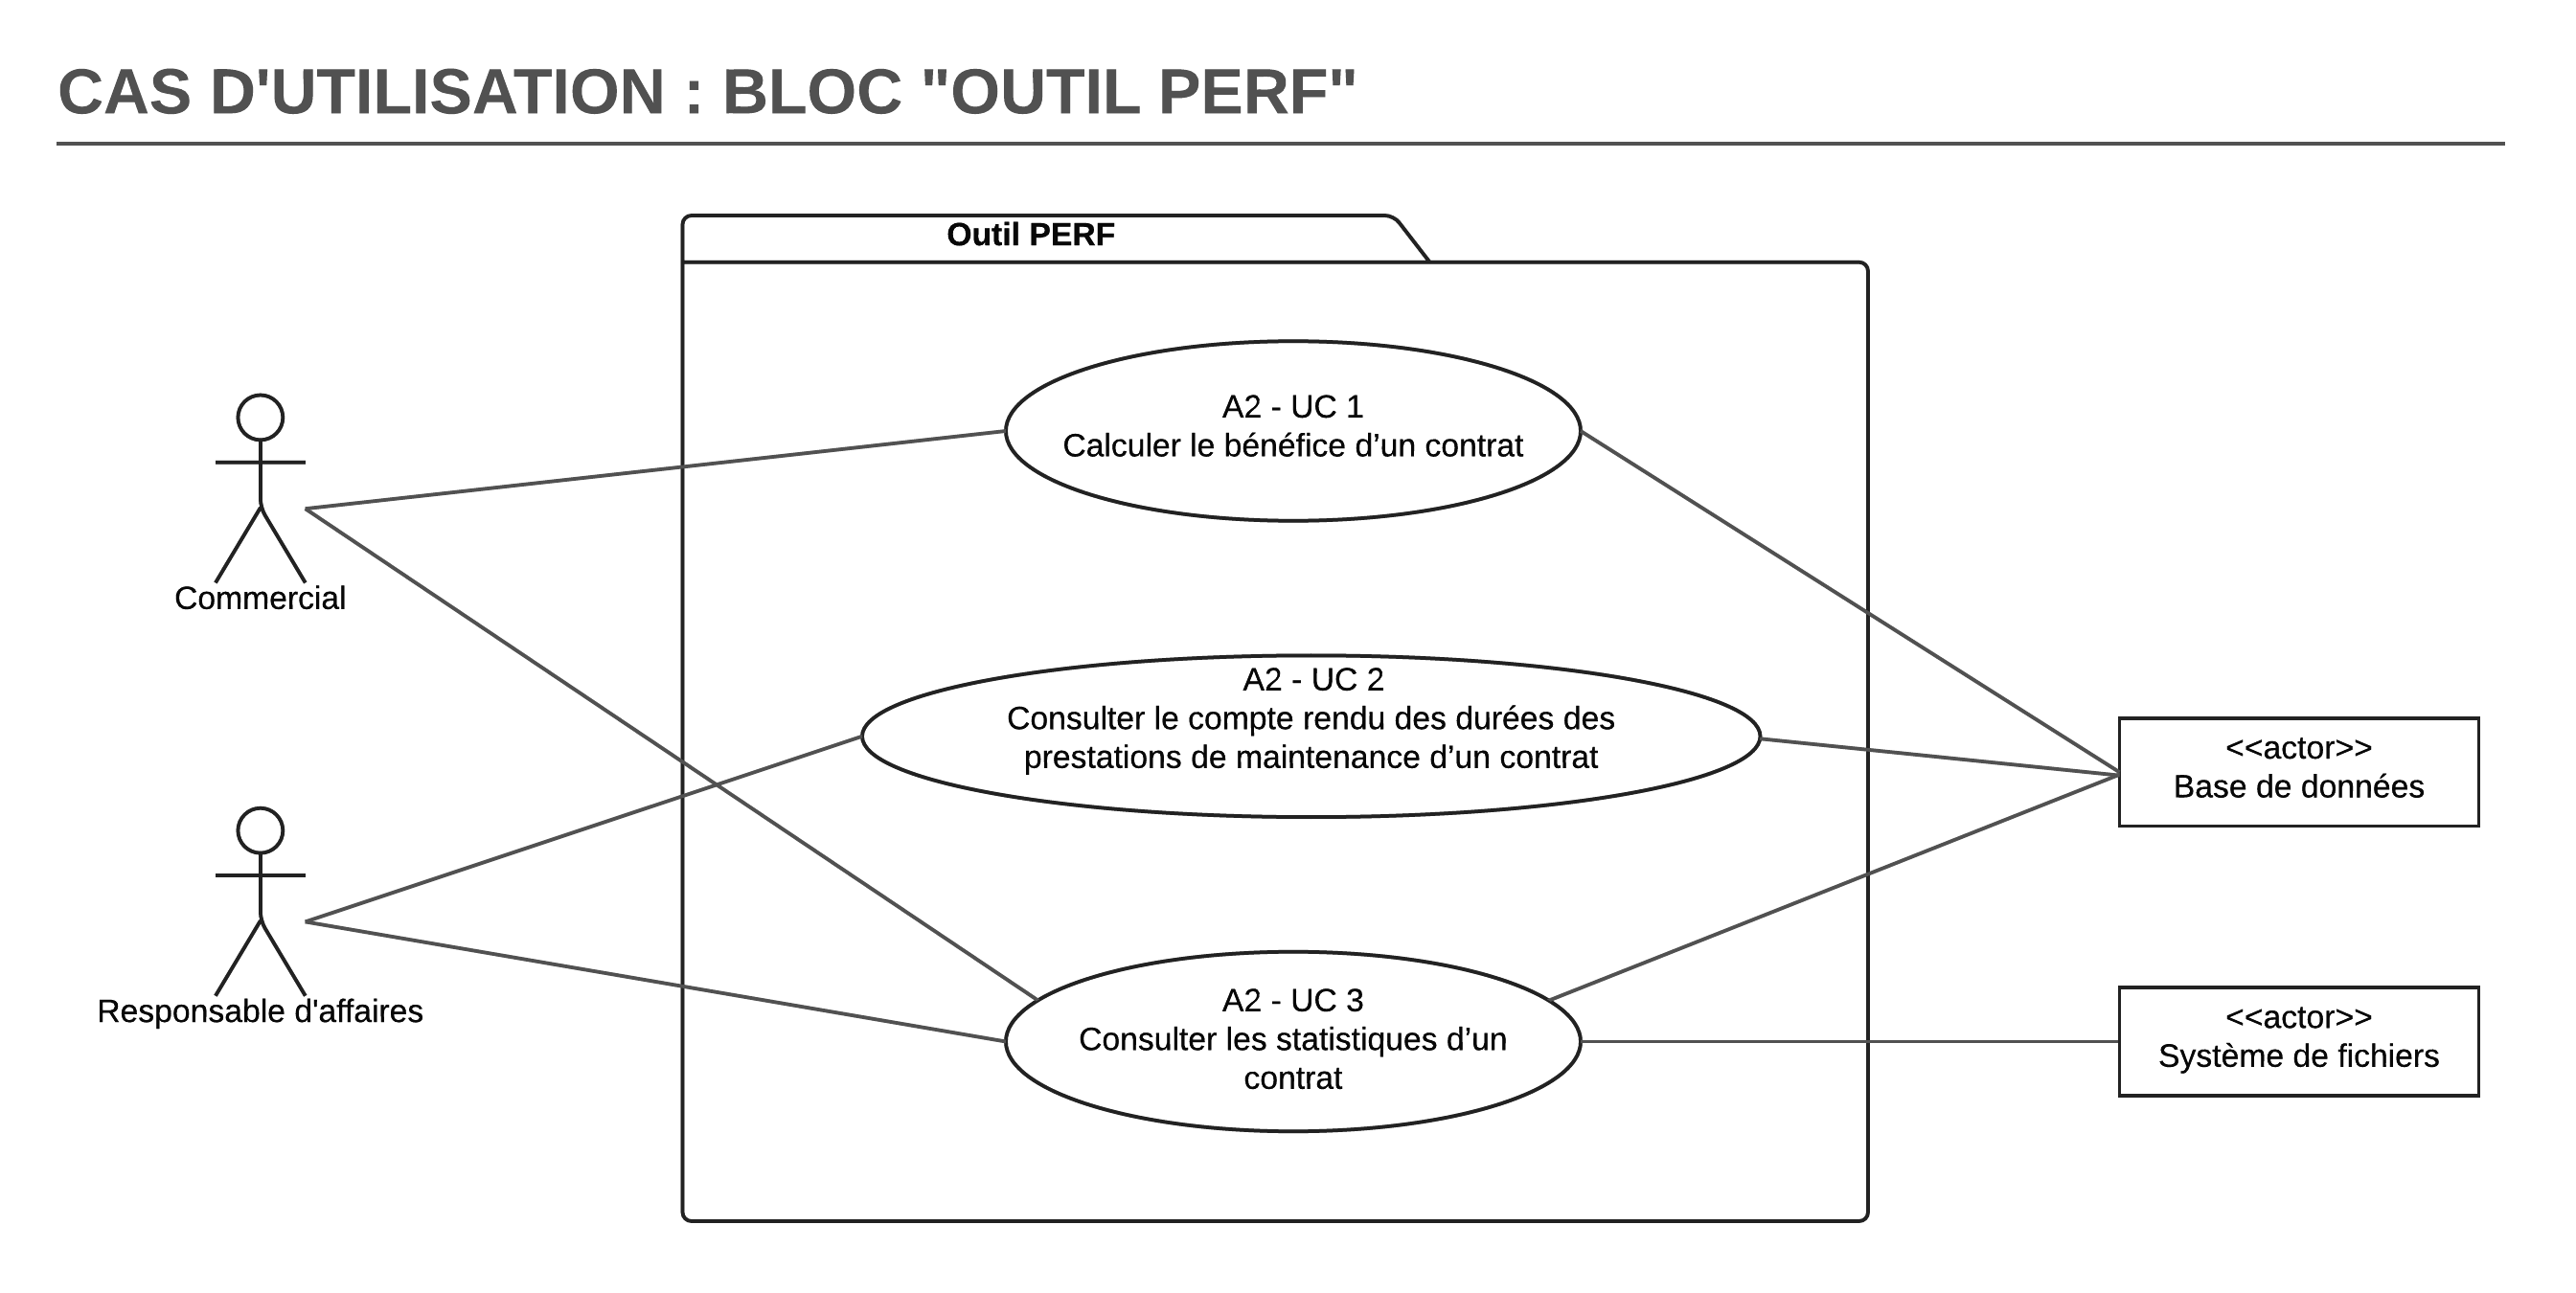 CAS D'UTILISATION : BLOC "OUTIL PERF"
Outil PERF
A2 - UC 1
Calculer le bénéfice d’un contrat
Commercial
A2 - UC 2
Consulter le compte rendu des durées des
prestations de maintenance d’un contrat
<<actor>>
Base de données
Responsable d'affaires
A2 - UC 3
Consulter les statistiques d’un
contrat
<<actor>>
Système de fichiers